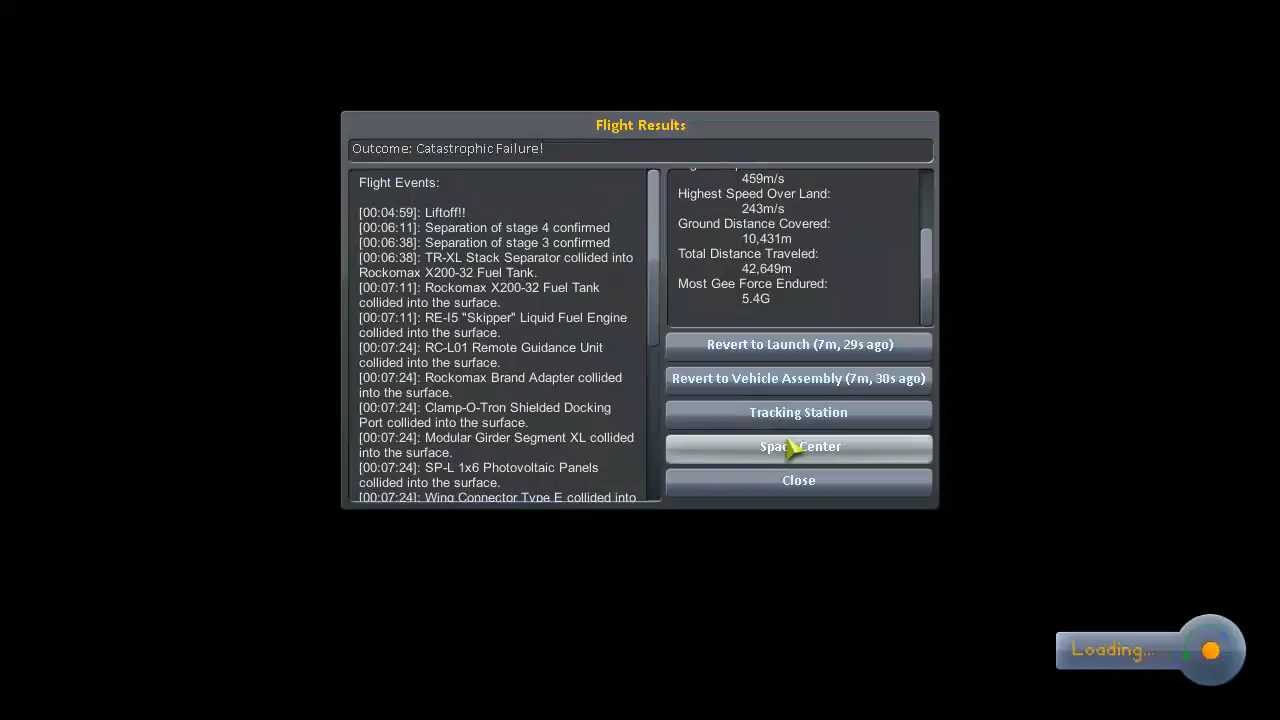 Flight Results
Outcome: Catastrophic Failure!
Flight Events:
[00:04:59]: Liftoff!!
[00:06:11]: Separation of stage 4 confirmed
[00:06:38]: Separation of stage 3 confirmed
[00:06:38]: TR-XL Stack Separator collided into
Rockomax X200-32 Fuel Tank.
[00:07:11]: Rockomax X200-32 Fuel Tank
collided into the surface.
[00:07:11]: RE-I5 "Skipper" Liquid Fuel Engine
collided into the surface.
[00:07:24]: RC-L01 Remote Guidance Unit
collided into the surface.
[00:07:24]: Rockomax Brand Adapter collided
into the surface.
[00:07:24]: Clamp-O-Tron Shielded Docking
Port collided into the surface.
[00:07:24]: Modular Girder Segment XL collided
into the surface.
[00:07:24]: SP-L 1x6 Photovoltaic Panels
collided into the surface.
[00:07:24]: Wing Connector Type E collided into
459m/s
Highest Speed Over Land:
243m/s
Ground Distance Covered:
10,431m
Total Distance Traveled:
42,649m
Most Gee Force Endured:
5.4G
Revert to Launch (7m, 29s ago)
Revert to Vehicle Assembly (7m, 30s ago)
Tracking Station
Space Center
Close
Loading...